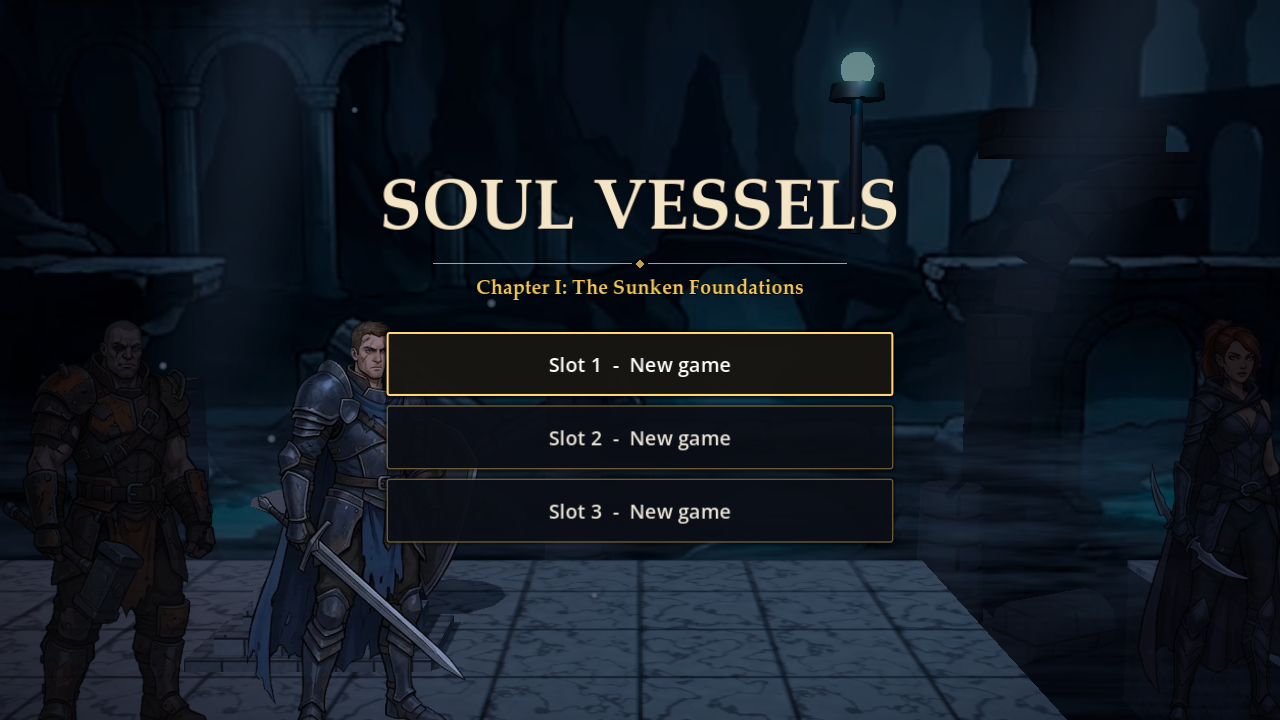 SOUL VESSELS
Chapter I: The Sunken Foundations
Slot 1 - New game
Slot 2 - New game
Slot 3 - New game